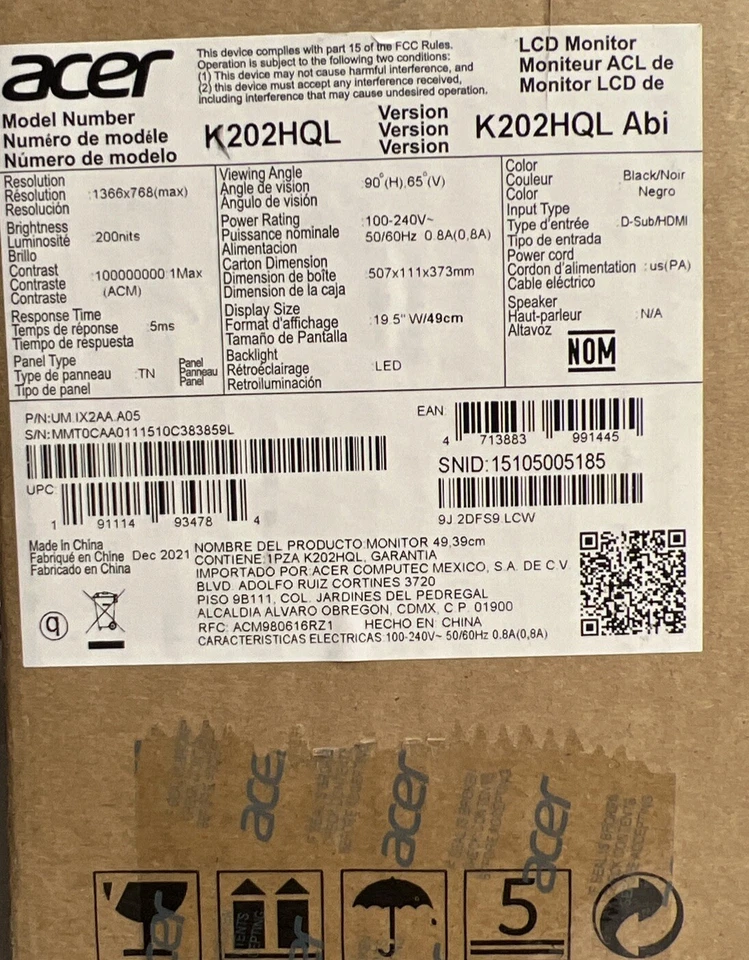 acer
This device complies with part 15 of the FCC Rules.
Operation is subject to the following two conditions:
(1) This device may not cause harmful interference, and
(2) this device must accept any interference received,
including interference that may cause undesired operation.
LCD Monitor
Moniteur ACL de
Monitor LCD de
Model Number
Numéro de modéle
Número de modelo
K202HQL
Version
Version
Version
K202HQL Abi
Resolution
Résolution
Resolución
:1366x768(max)
Brightness
Luminosité
Brillo
:200nits
Contrast
Contraste
Contraste
:100000000:1Max
(ACM)
Response Time
Temps de réponse
Tiempo de respuesta
:5ms
Panel Type
Type de panneau
Tipo de panel
:TN
Panel
Panneau
Panel
Viewing Angle
Angle de vision
Ángulo de visión
:90°(H),65°(V)
Power Rating
Puissance nominale
Alimentacion
:100-240V~
50/60Hz 0.8A(0,8A)
Carton Dimension
Dimension de boîte
Dimension de la caja
:507x111x373mm
Display Size
Format d'affichage
Tamaño de Pantalla
:19.5" W/49cm
Backlight
Rétroéclairage
Retroiluminación
:LED
Color
Couleur
Color
Black/Noir
Negro
Input Type
Type d'entrée
Tipo de entrada
:D-Sub/HDMI
Power cord
Cordon d'alimentation
Cable eléctrico
:us(PA)
Speaker
Haut-parleur
Altavoz
:N/A
NOM
P/N:UM.IX2AA.A05
S/N:MMT0CAA0111510C383859L
EAN:
4 713883 991445
SNID:15105005185
UPC:
1 91114 93478 4
9J.2DFS9.LCW
Made in China
Fabriqué en Chine
Fabricado en China
Dec 2021
NOMBRE DEL PRODUCTO:MONITOR 49,39cm
CONTIENE:1PZA K202HQL, GARANTIA
IMPORTADO POR:ACER COMPUTEC MEXICO, S.A. DE C.V.
BLVD. ADOLFO RUIZ CORTINES 3720
PISO 9B111, COL. JARDINES DEL PEDREGAL
ALCALDIA ALVARO OBREGON, CDMX, C.P. 01900
RFC: ACM980616RZ1 HECHO EN: CHINA
CARACTERISTICAS ELECTRICAS:100-240V~ 50/60Hz 0.8A(0,8A)
q
acer
acer
acer
5
acer